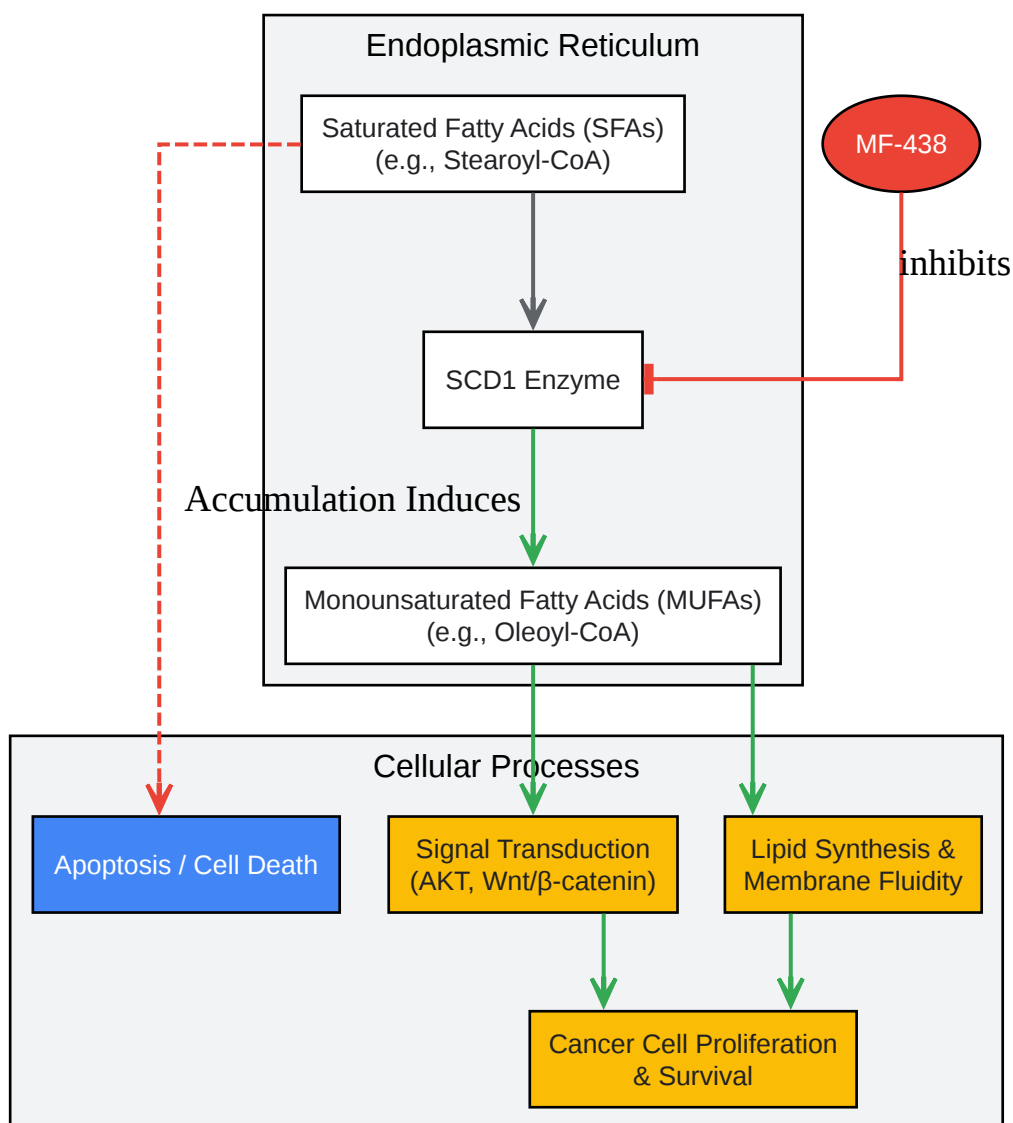 Endoplasmic Reticulum
Saturated Fatty Acids (SFAs)
(e.g., Stearoyl-CoA)
MF-438
inhibits
SCD1 Enzyme
Accumulation Induces
Monounsaturated Fatty Acids (MUFAs)
(e.g., Oleoyl-CoA)
Cellular Processes
Apoptosis / Cell Death
Signal Transduction
(AKT, Wnt/β-catenin)
Lipid Synthesis &
Membrane Fluidity
Cancer Cell Proliferation
& Survival